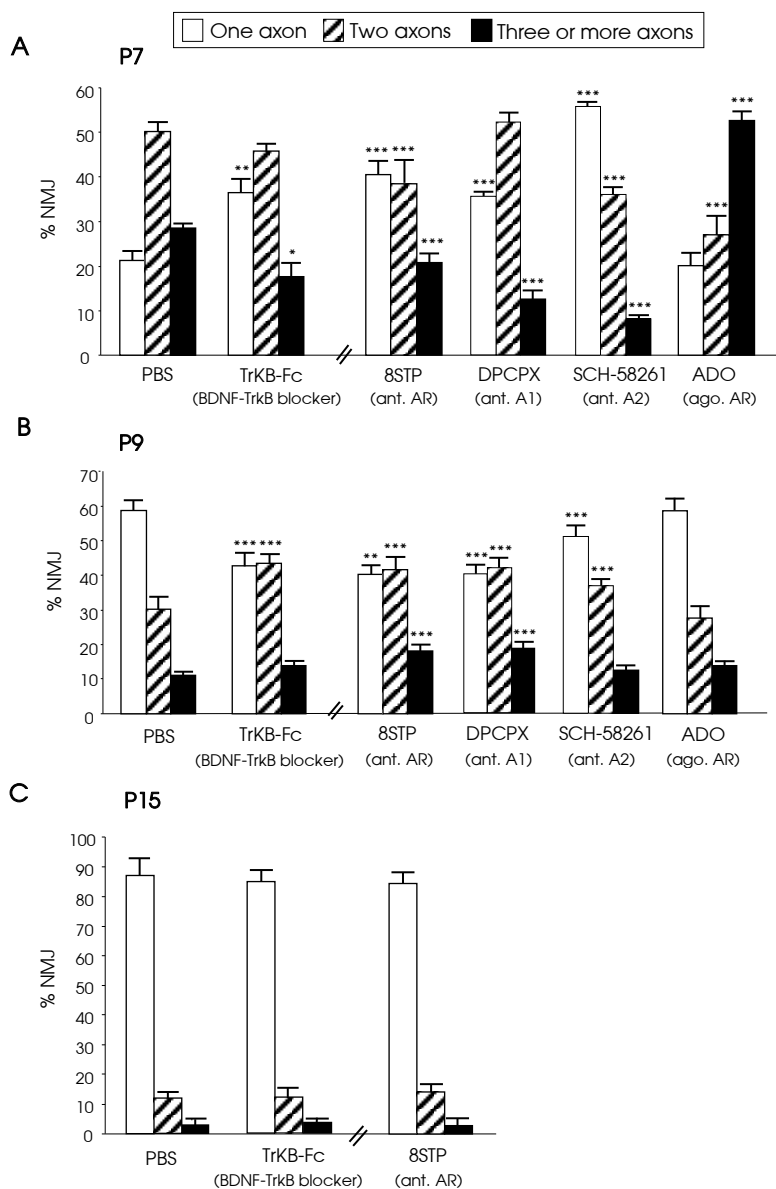 One axon Two axons Three or more axons
A P7
60
50
40
30
20
10
0
% NMJ
** * *** *** *** *** *** *** *** *** *** ***
PBS TrKB-Fc 8STP DPCPX SCH-58261 ADO
(BDNF-TrkB blocker) (ant. AR) (ant. A1) (ant. A2) (ago. AR)
B P9
70
60
50
40
30
20
10
0
% NMJ
*** *** ** *** *** *** *** *** *** ***
PBS TrKB-Fc 8STP DPCPX SCH-58261 ADO
(BDNF-TrkB blocker) (ant. AR) (ant. A1) (ant. A2) (ago. AR)
C P15
100
90
80
70
60
50
40
30
20
10
0
% NMJ
PBS TrKB-Fc 8STP
(BDNF-TrkB blocker) (ant. AR)